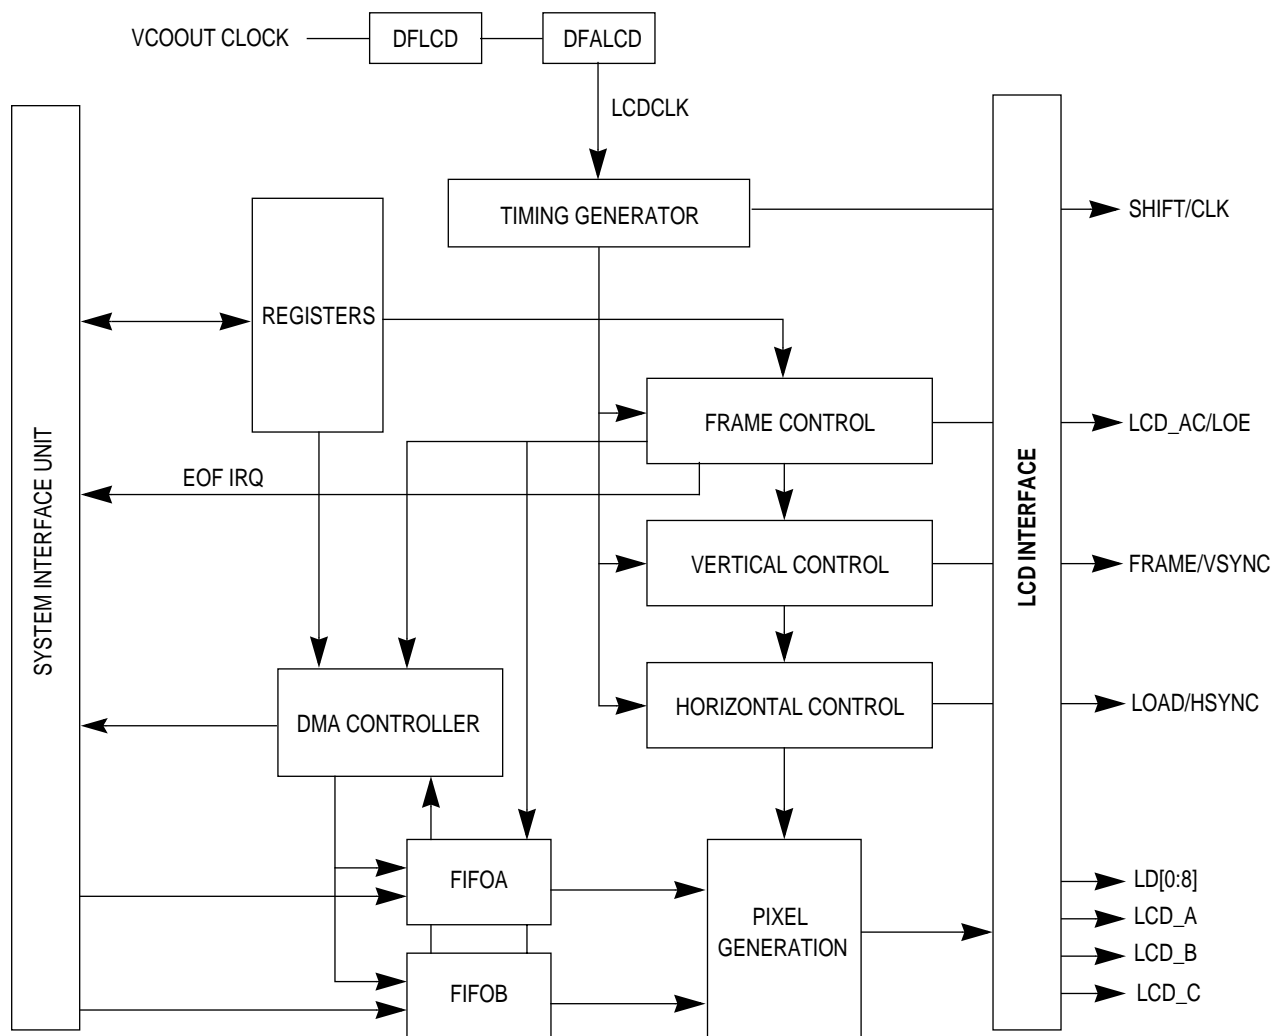 VCOOUT CLOCK
DFLCD
DFALCD
LCDCLK
TIMING GENERATOR
SHIFT/CLK
REGISTERS
FRAME CONTROL
LCD_AC/LOE
EOF IRQ
SYSTEM INTERFACE UNIT
LCD INTERFACE
VERTICAL CONTROL
FRAME/VSYNC
DMA CONTROLLER
HORIZONTAL CONTROL
LOAD/HSYNC
FIFOA
PIXEL
GENERATION
LD[0:8]
LCD_A
LCD_B
FIFOB
LCD_C